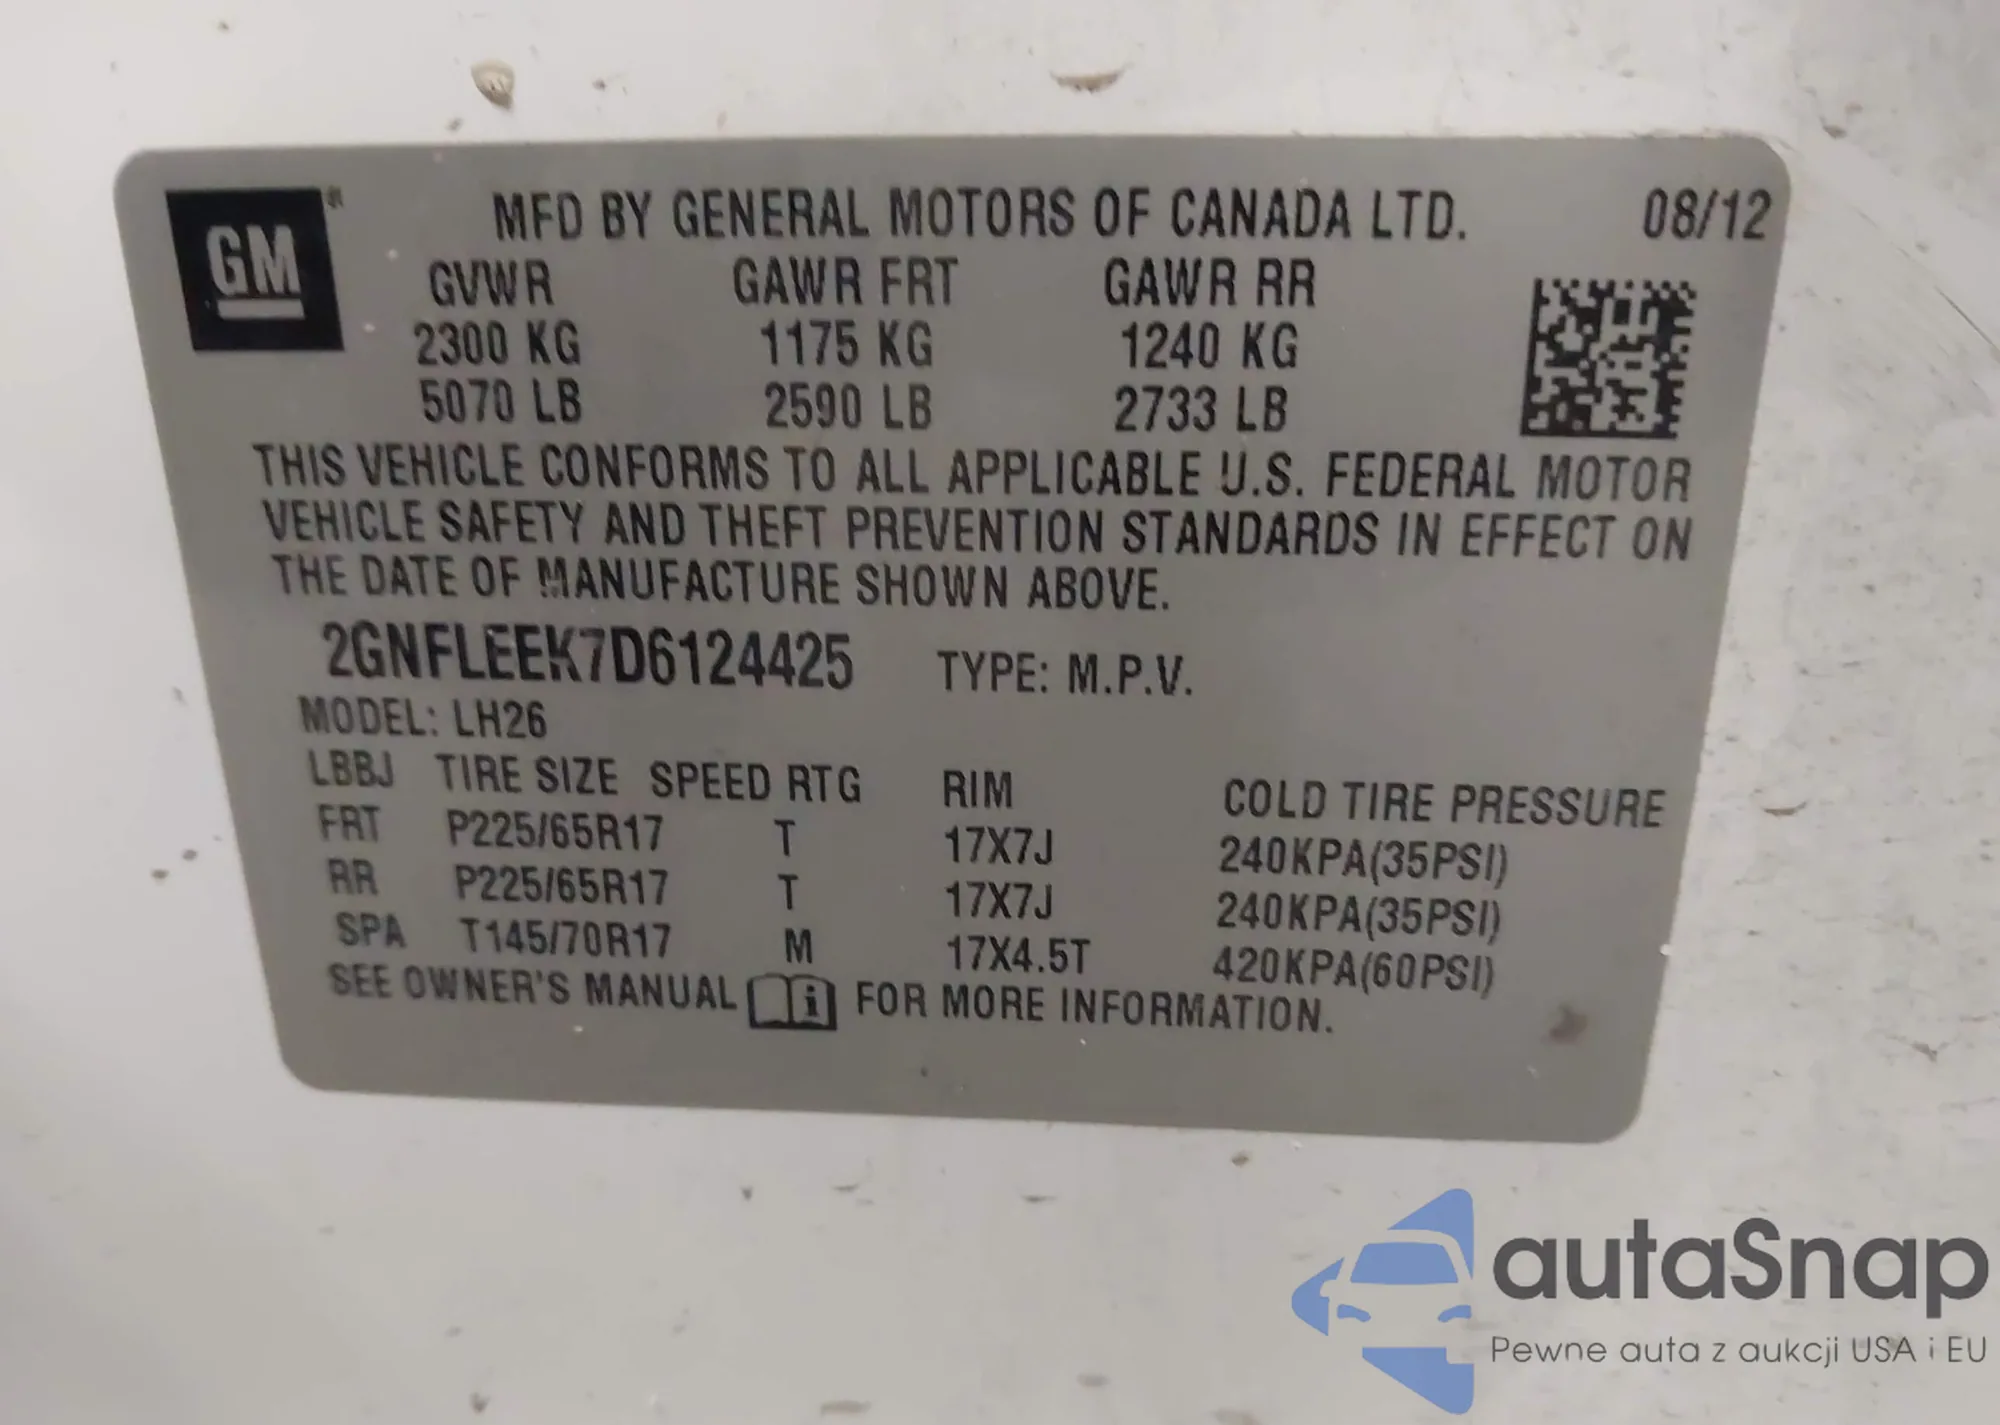 GM
MFD BY GENERAL MOTORS OF CANADA LTD. 08/12
GVWR GAWR FRT GAWR RR
2300 KG 1175 KG 1240 KG
5070 LB 2590 LB 2733 LB
THIS VEHICLE CONFORMS TO ALL APPLICABLE U.S. FEDERAL MOTOR
VEHICLE SAFETY AND THEFT PREVENTION STANDARDS IN EFFECT ON
THE DATE OF MANUFACTURE SHOWN ABOVE.
2GNFLEEK7D6124425 TYPE: M.P.V.
MODEL: LH26
LBBJ TIRE SIZE SPEED RTG RIM COLD TIRE PRESSURE
FRT P225/65R17 T 17X7J 240KPA(35PSI)
RR P225/65R17 T 17X7J 240KPA(35PSI)
SPA T145/70R17 M 17X4.5T 420KPA(60PSI)
SEE OWNER'S MANUAL i FOR MORE INFORMATION.
autaSnap
Pewne auta z aukcji USA i EU